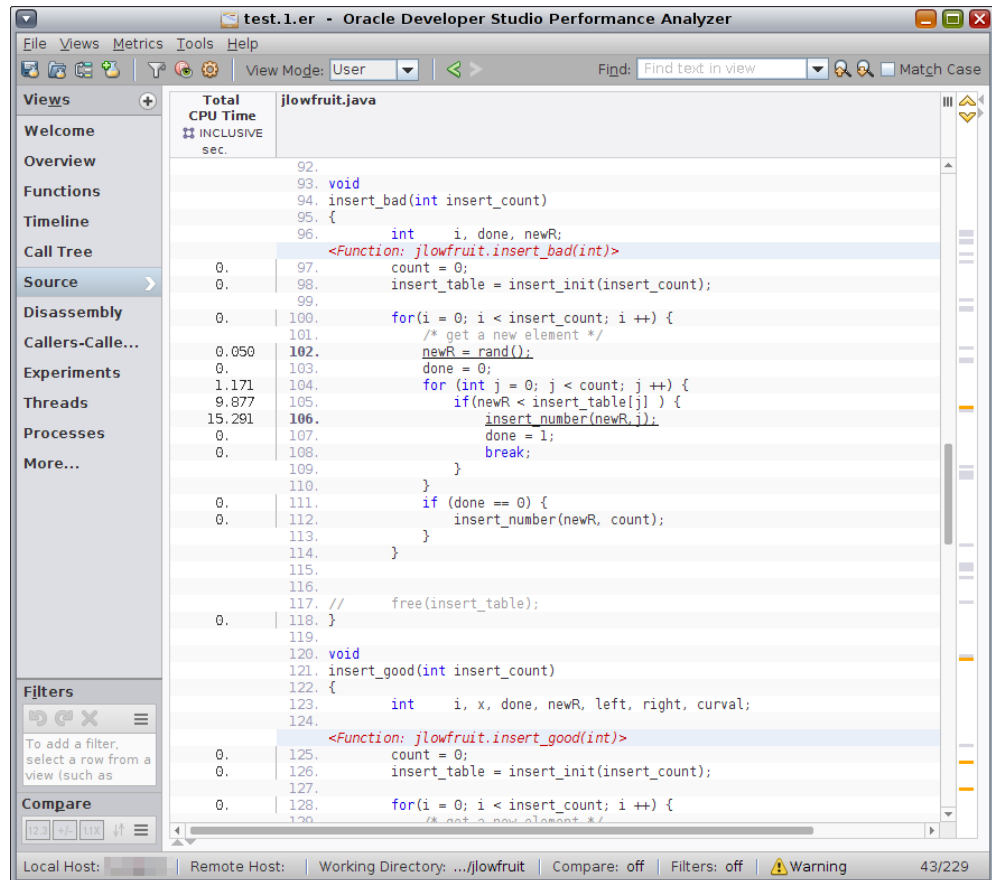 test.1.er - Oracle Developer Studio Performance Analyzer
File Views Metrics Tools Help
View Mode: User Find: Find text in view Match Case
Views
Welcome
Overview
Functions
Timeline
Call Tree
Source
Disassembly
Callers-Calle...
Experiments
Threads
Processes
More...
Filters
To add a filter,
select a row from a
view (such as
Compare
12.3 +/- 1.1X
Total
CPU Time
INCLUSIVE
sec.
jlowfruit.java
92.
93. void
94. insert_bad(int insert_count)
95. {
96. int i, done, newR;
<Function: jlowfruit.insert_bad(int)>
0. 97. count = 0;
0. 98. insert_table = insert_init(insert_count);
99.
0. 100. for(i = 0; i < insert_count; i ++) {
101. /* get a new element */
0.050 102. newR = rand();
0. 103. done = 0;
1.171 104. for (int j = 0; j < count; j ++) {
9.877 105. if(newR < insert_table[j] ) {
15.291 106. insert_number(newR,j);
0. 107. done = 1;
0. 108. break;
109. }
110. }
0. 111. if (done == 0) {
0. 112. insert_number(newR, count);
113. }
114. }
115.
116.
117. // free(insert_table);
0. 118. }
119.
120. void
121. insert_good(int insert_count)
122. {
123. int i, x, done, newR, left, right, curval;
124.
<Function: jlowfruit.insert_good(int)>
0. 125. count = 0;
0. 126. insert_table = insert_init(insert_count);
127.
0. 128. for(i = 0; i < insert_count; i ++) {
129. /* get a new element */
Local Host: Remote Host: Working Directory: .../jlowfruit Compare: off Filters: off Warning 43/229